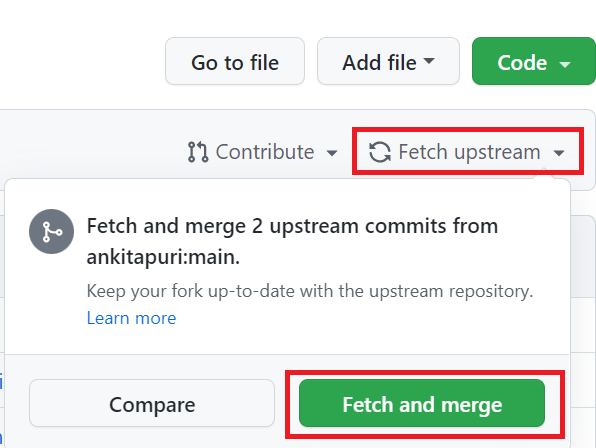 Go to file
Add file
Code
Contribute
Fetch upstream
Fetch and merge 2 upstream commits from
ankitapuri:main.
Keep your fork up-to-date with the upstream repository.
Learn more
Compare
Fetch and merge